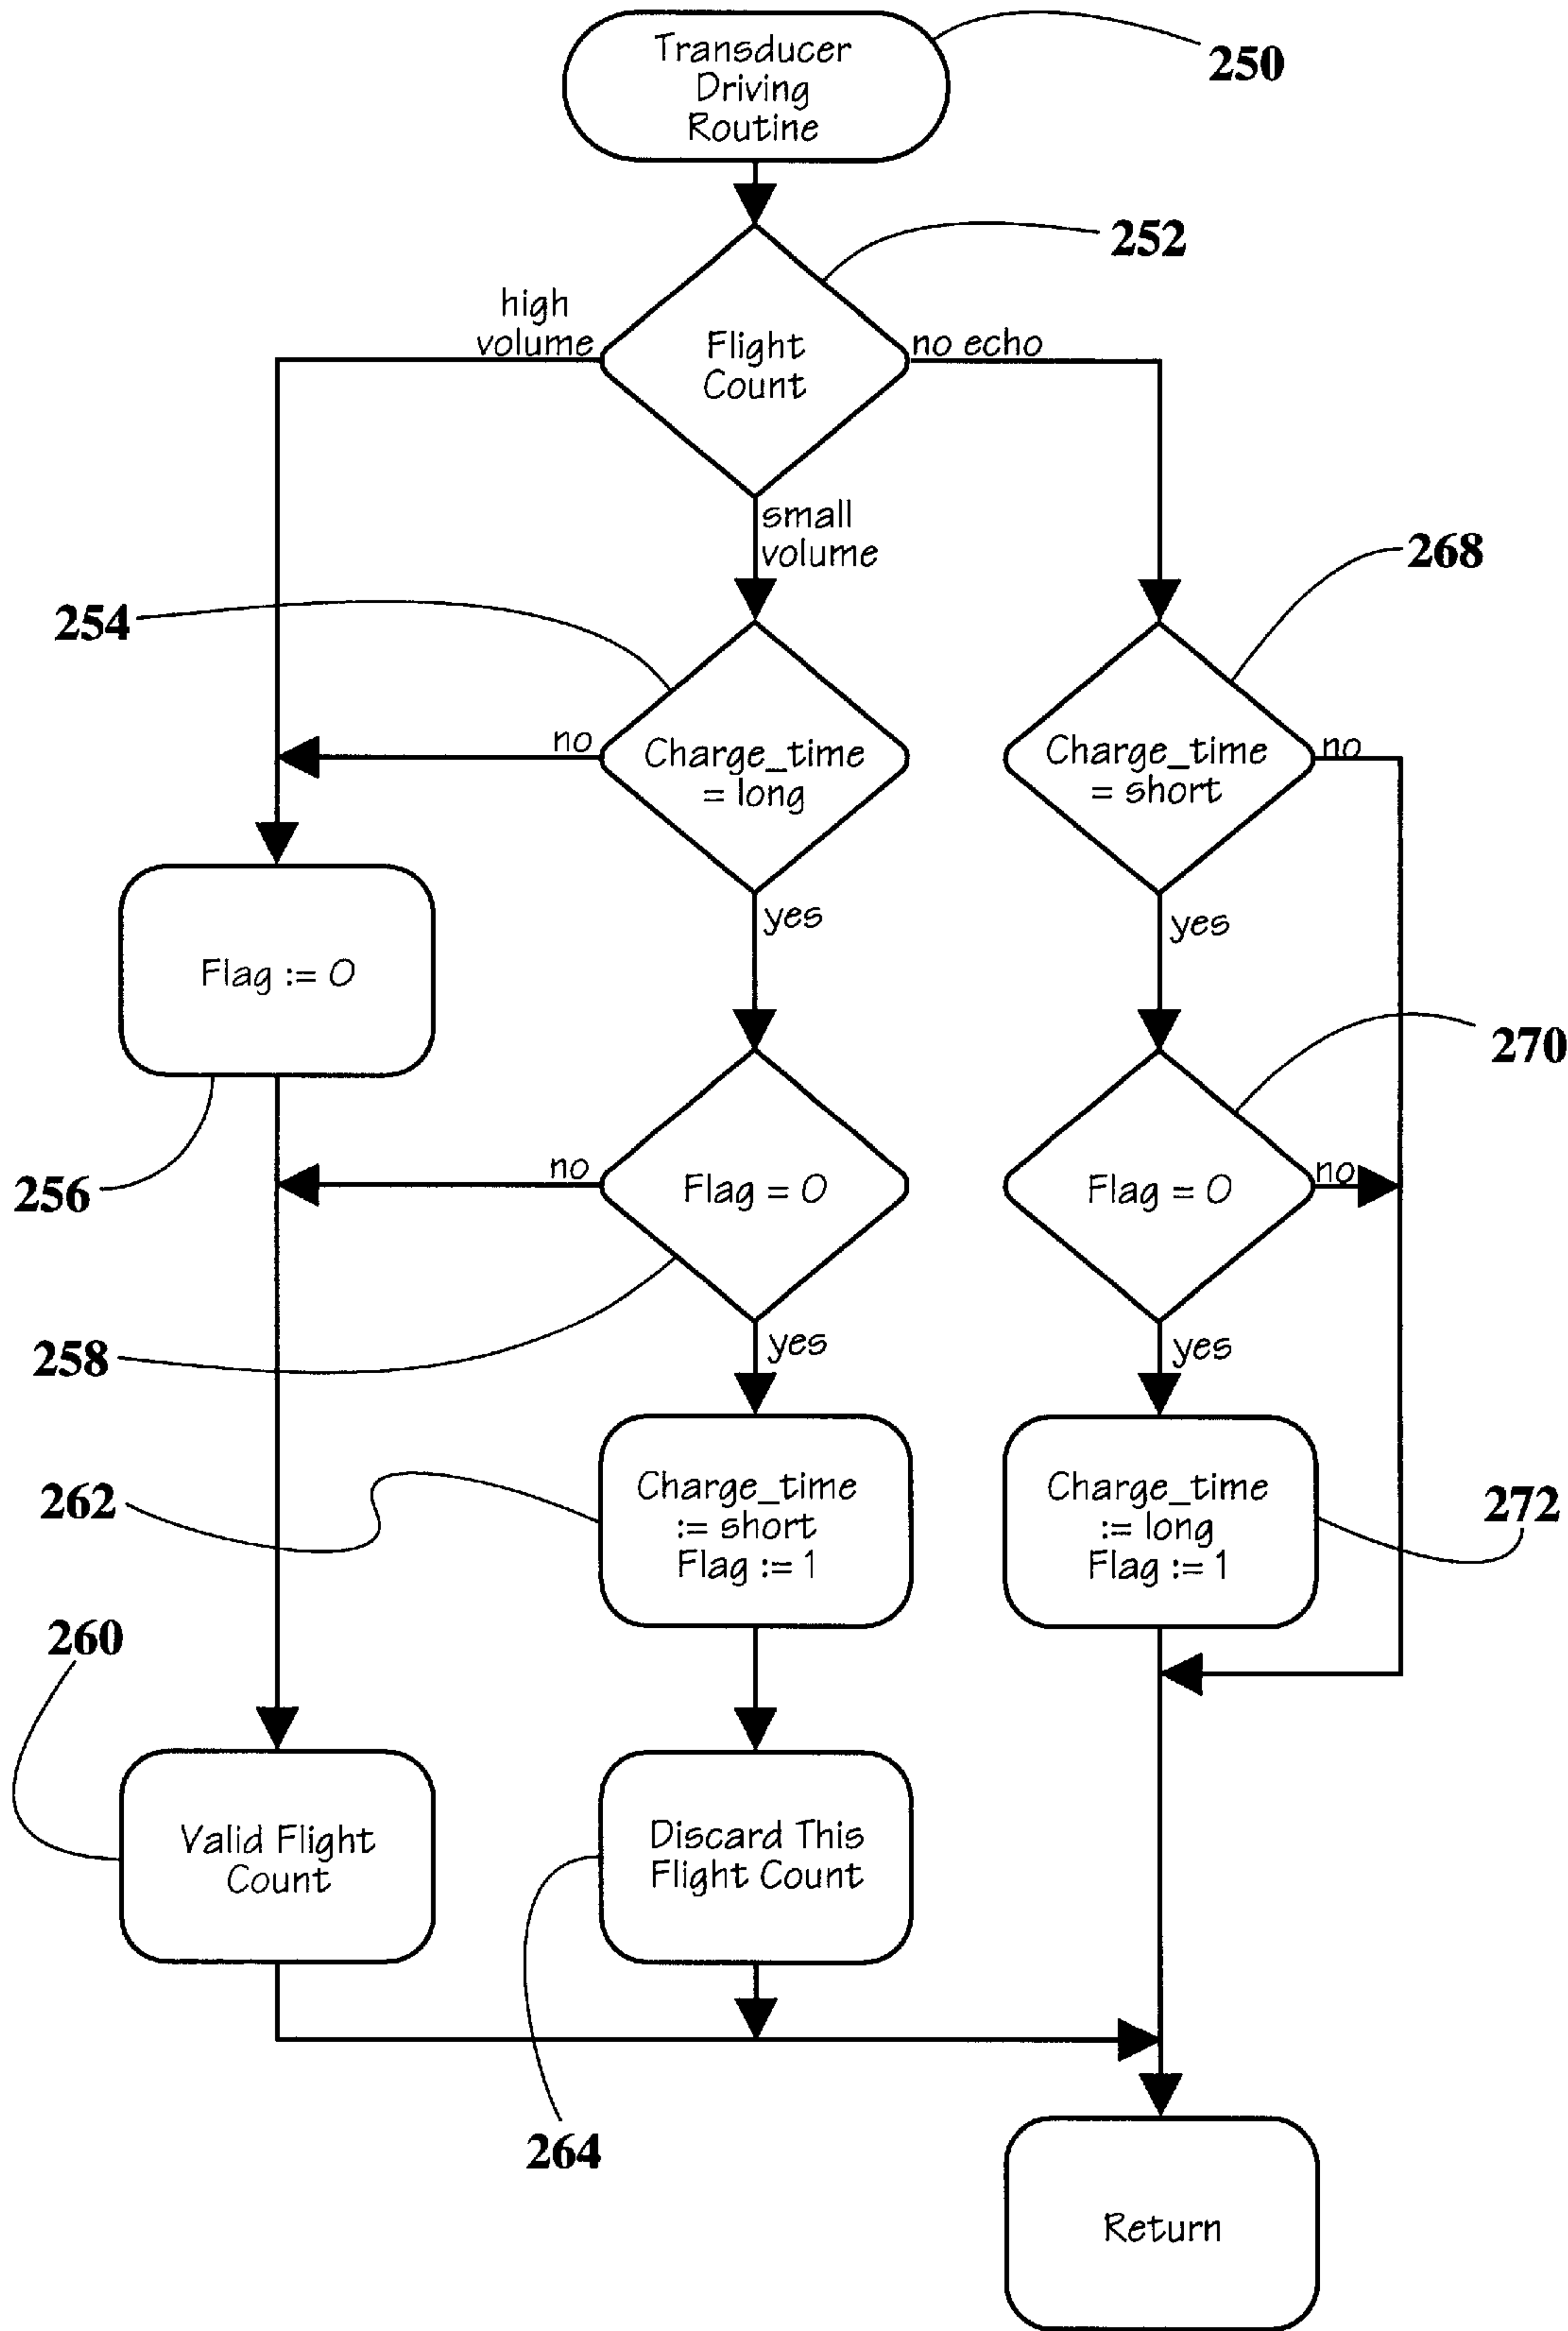 Transducer
Driving
Routine
250
252
high
volume
Flight
Count
no echo
small
volume
268
254
no
Charge_time
= long
Charge_time
= short
no
yes
yes
Flag := 0
270
256
no
Flag = 0
Flag = 0
no
258
yes
yes
262
Charge_time
:= short
Flag := 1
Charge_time
:= long
Flag := 1
272
260
Valid Flight
Count
Discard This
Flight Count
264
Return